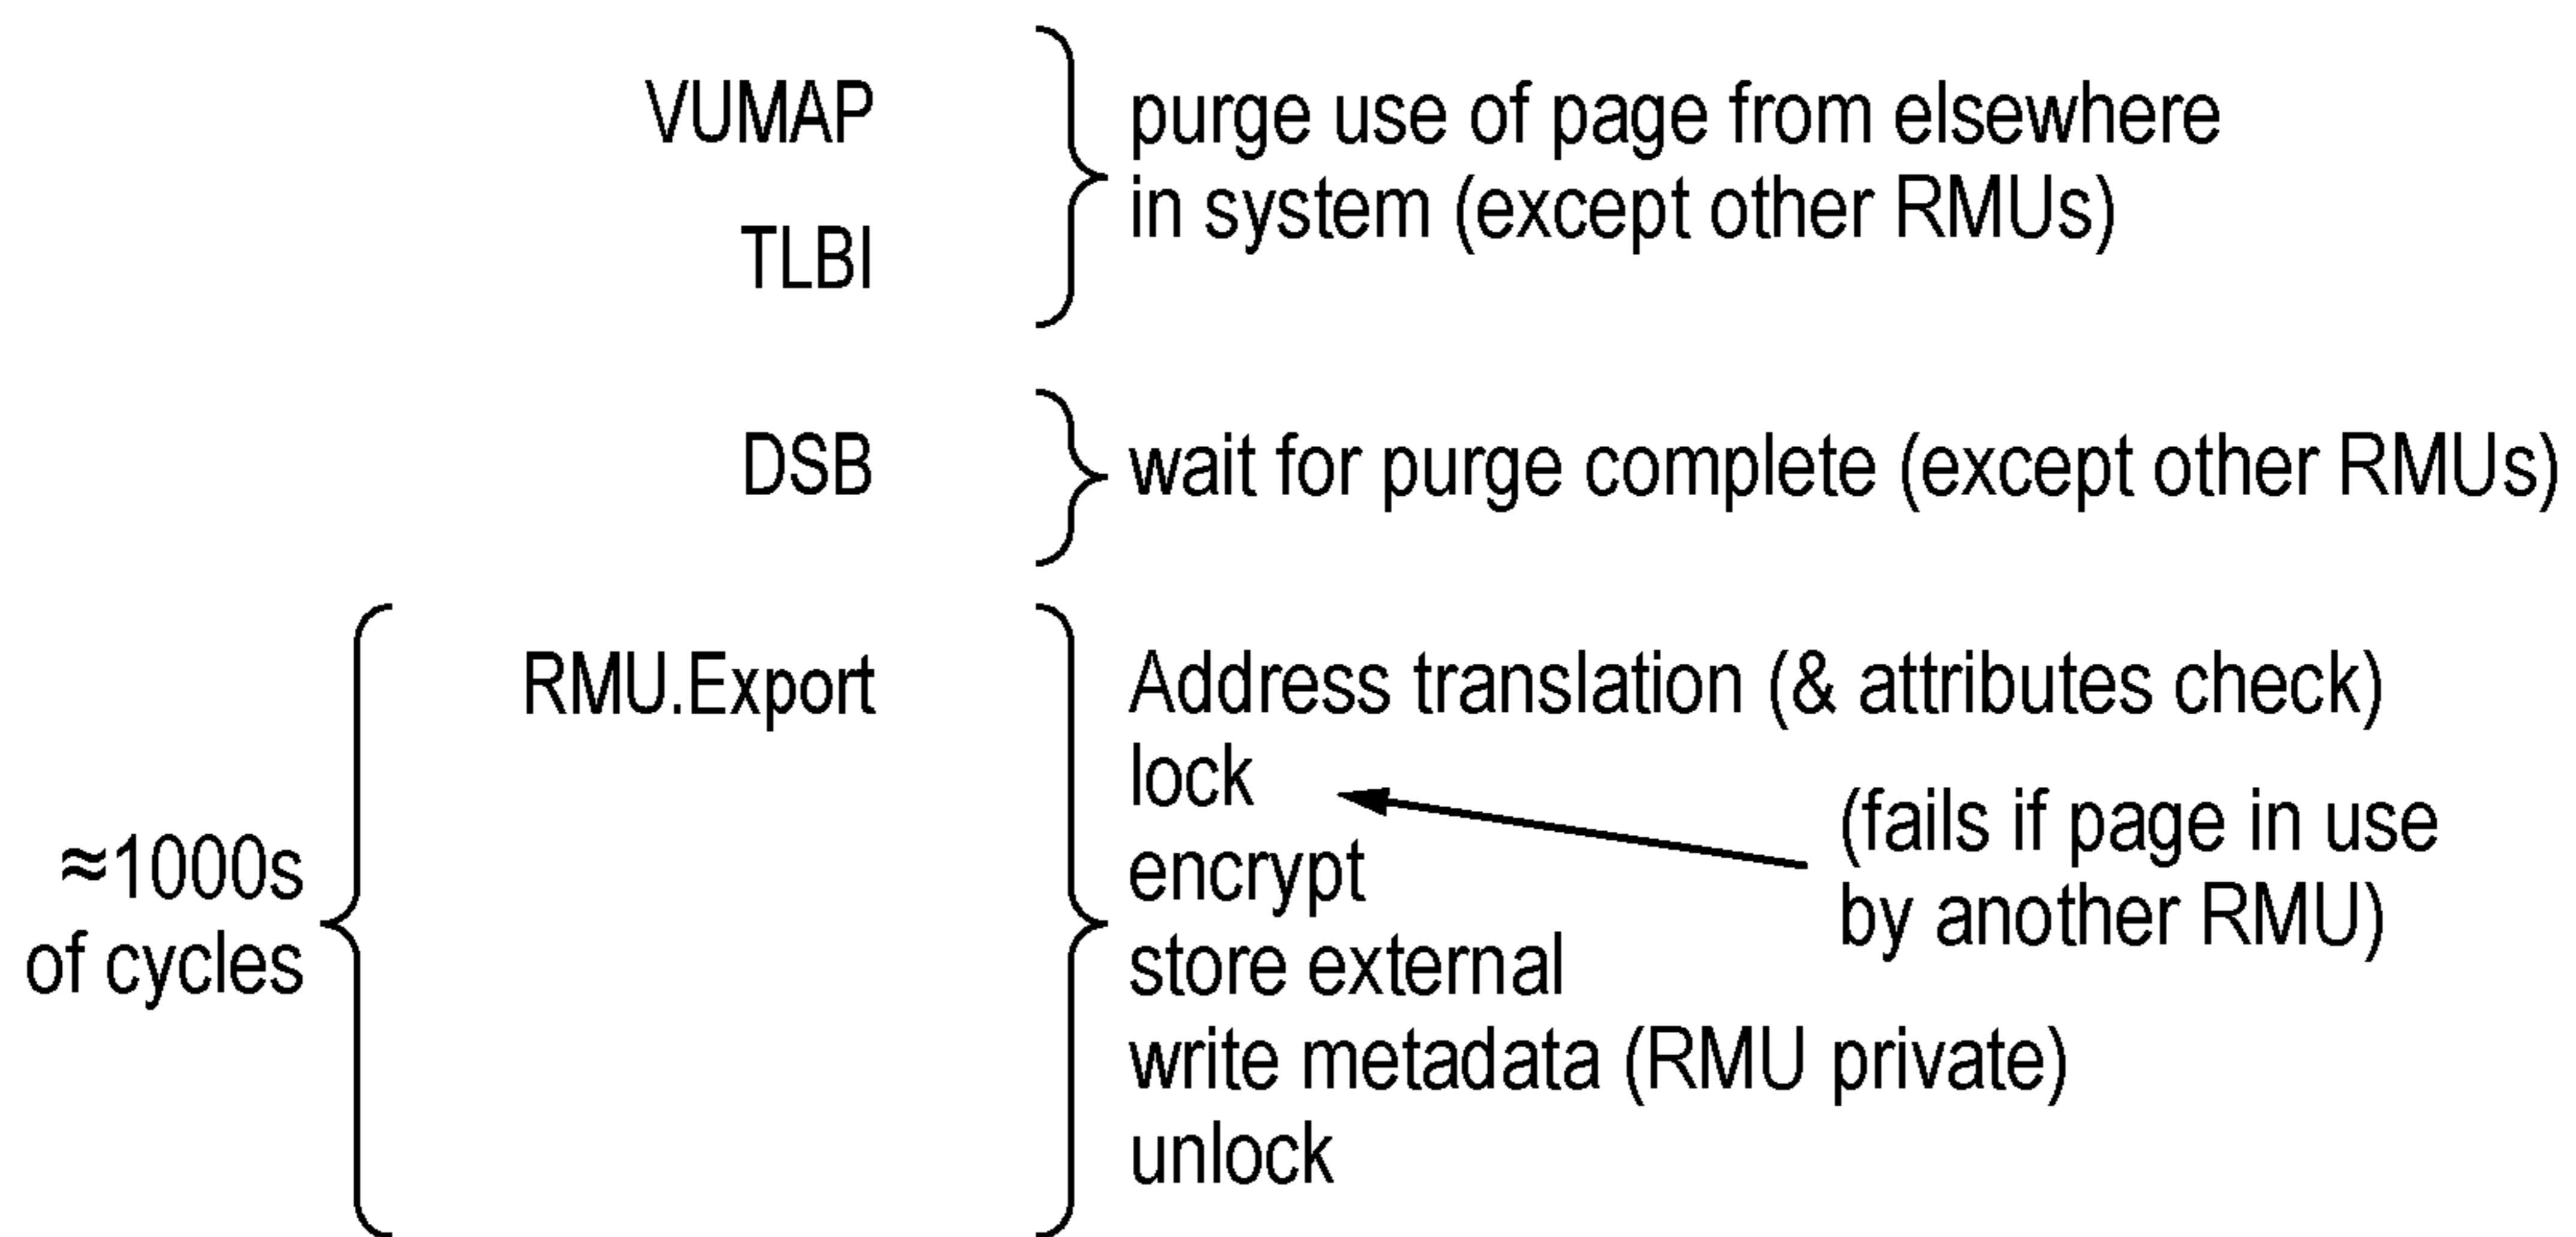 VUMAP
TLBI
purge use of page from elsewhere
in system (except other RMUs)
DSB
wait for purge complete (except other RMUs)
≈1000s
of cycles
RMU.Export
Address translation (& attributes check)
lock
encrypt
store external
write metadata (RMU private)
unlock
(fails if page in use
by another RMU)